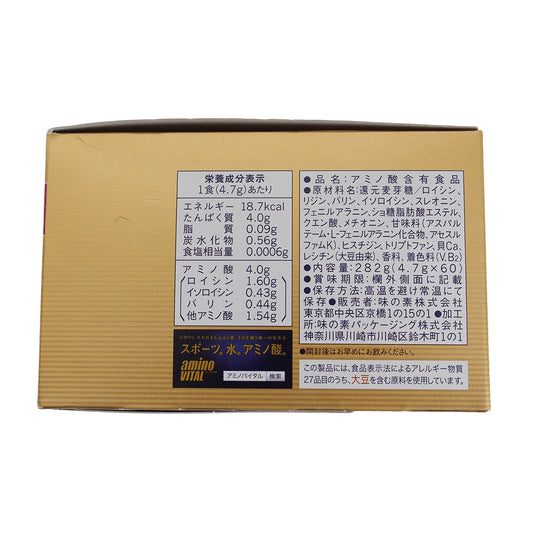 栄養成分表示
1食(4.7g)あたり
エネルギー 18.7kcal
たんぱく質 4.0g
脂質 0.09g
炭水化物 0.56g
食塩相当量 0.0006g
アミノ酸 4.0g
ロイシン 1.60g
イソロイシン 0.43g
バリン 0.44g
他アミノ酸 1.54g
スポーツ。水。アミノ酸。
amino
VITAL
アミノバイタル 検索
●品名:アミノ酸含有食品
●原材料名:還元麦芽糖/ロイシン、
リジン、バリン、イソロイシン、スレオニン、
フェニルアラニン、ショ糖脂肪酸エステル、
クエン酸、メチオニン、甘味料(アスパル
テーム・L-フェニルアラニン化合物、アセスル
ファムK)、ヒスチジン、トリプトファン、貝Ca、
レシチン(大豆由来)、香料、着色料(V.B2)
●内容量:282g(4.7g×60)
●賞味期限:欄外側面に記載
●保存方法:高温を避け常温にて
保存●販売者:味の素株式会社
東京都中央区京橋1の15の1●加工
所:味の素パッケージング株式会社
神奈川県川崎市川崎区鈴木町1の1
●開封後はお早めにお飲みください。
この製品には、食品表示法によるアレルギー物質
27品目のうち、大豆を含む原料を使用しています。